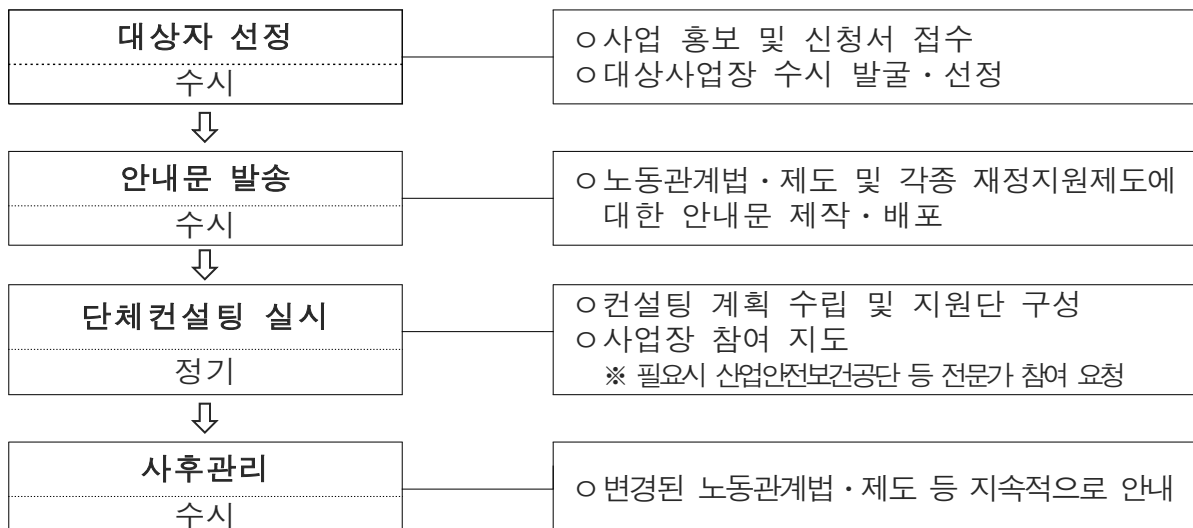 대상자 선정
수시
ㅇ사업 홍보 및 신청서 접수
ㅇ대상사업장 수시 발굴·선정
⇩
안내문 발송
수시
ㅇ노동관계법·제도 및 각종 재정지원제도에
대한 안내문 제작·배포
⇩
단체컨설팅 실시
정기
ㅇ컨설팅 계획 수립 및 지원단 구성
ㅇ사업장 참여 지도
※ 필요시 산업안전보건공단 등 전문가 참여 요청
⇩
사후관리
수시
ㅇ변경된 노동관계법·제도 등 지속적으로 안내